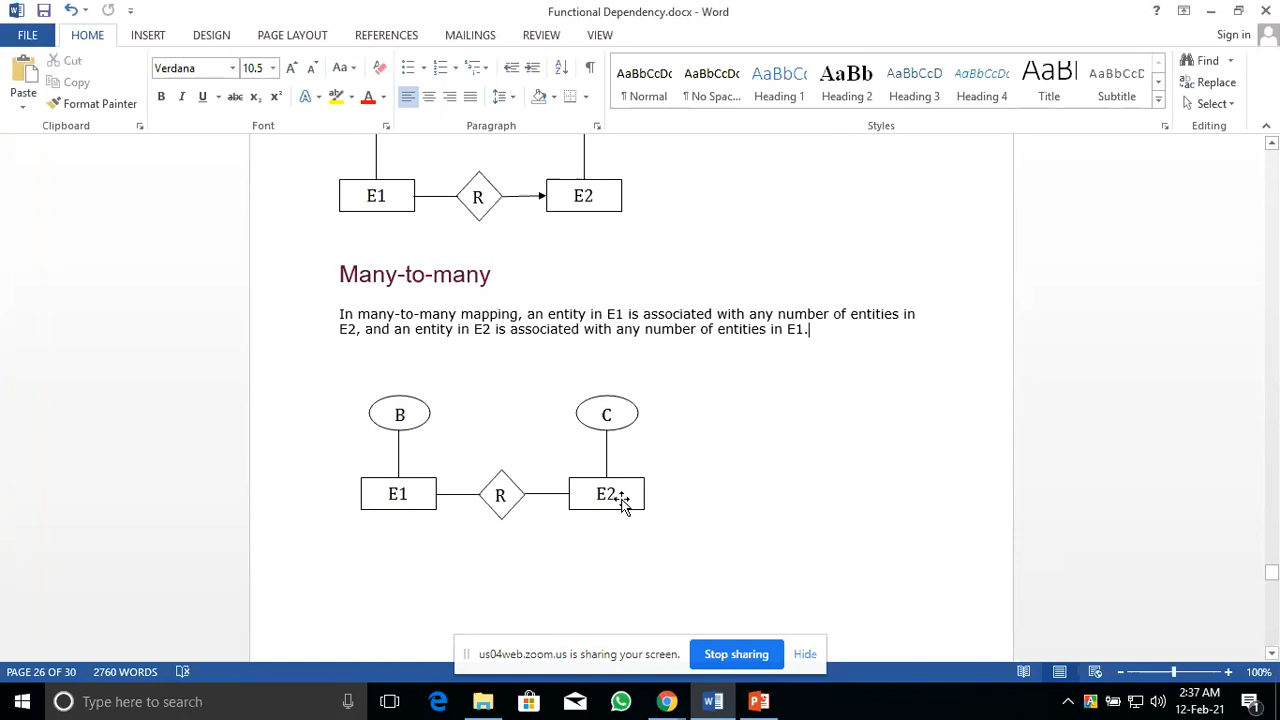 Functional Dependency.docx - Word
?
FILE
HOME
INSERT
DESIGN
PAGE LAYOUT
REFERENCES
MAILINGS
REVIEW
VIEW
Sign in
Paste
Cut
Copy
Format Painter
Clipboard
Verdana
10.5
Font
Paragraph
AaBbCcDc
¶ Normal
AaBbCcDc
¶ No Spac...
AaBbCc
Heading 1
AaBb
Heading 2
AaBbCcD
Heading 3
AaBbCcD
Heading 4
AaBl
Title
AaBbCcD
Subtitle
Styles
Find
Replace
Select
Editing
E1
R
E2
Many-to-many
In many-to-many mapping, an entity in E1 is associated with any number of entities in
E2, and an entity in E2 is associated with any number of entities in E1.
B
C
E1
R
E2
us04web.zoom.us is sharing your screen.
Stop sharing
Hide
PAGE 26 OF 30
2760 WORDS
100%
Type here to search
2:37 AM
12-Feb-21